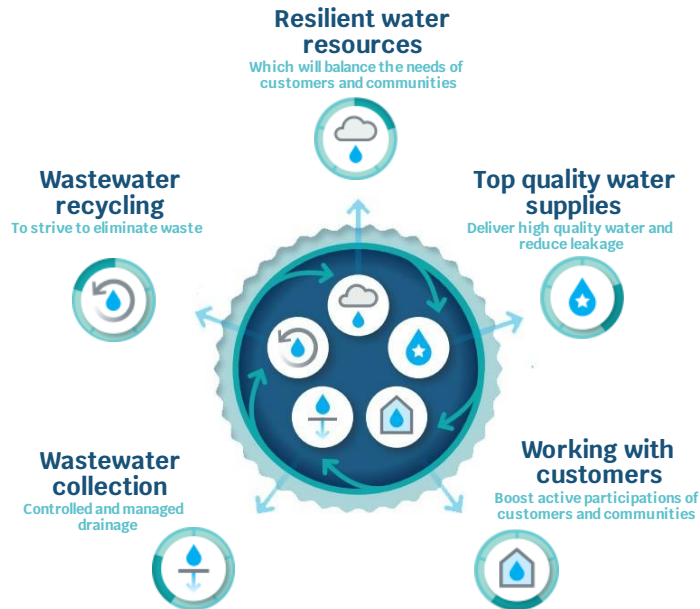 Resilient water
resources
Which will balance the needs of
customers and communities
Wastewater
recycling
To strive to eliminate waste
Top quality water
supplies
Deliver high quality water and
reduce leakage
Wastewater
collection
Controlled and managed
drainage
Working with
customers
Boost active participations of
customers and communities